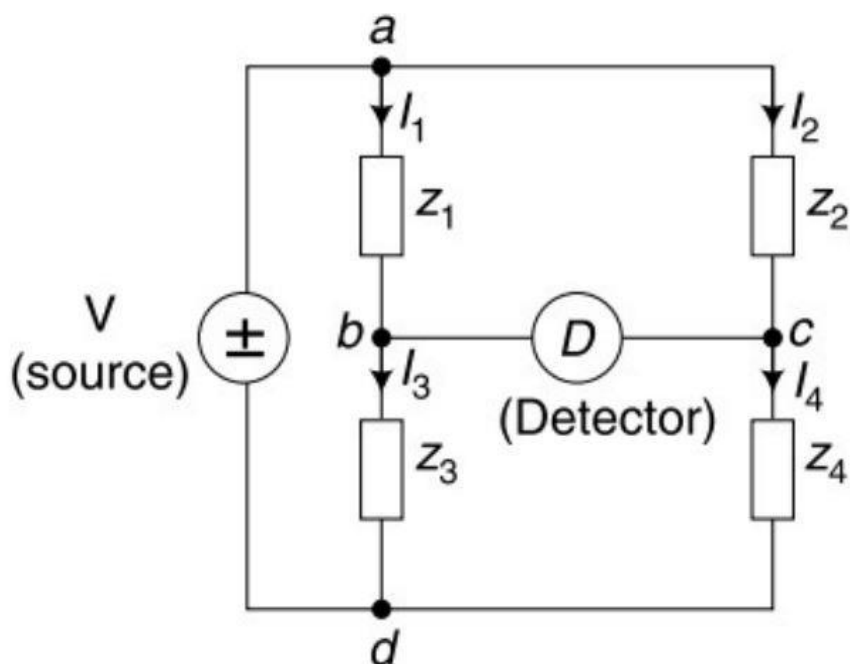 a
I₁
I₂
z₁
z₂
V
(source)
±
b
D
c
I₃
(Detector)
I₄
z₃
z₄
d